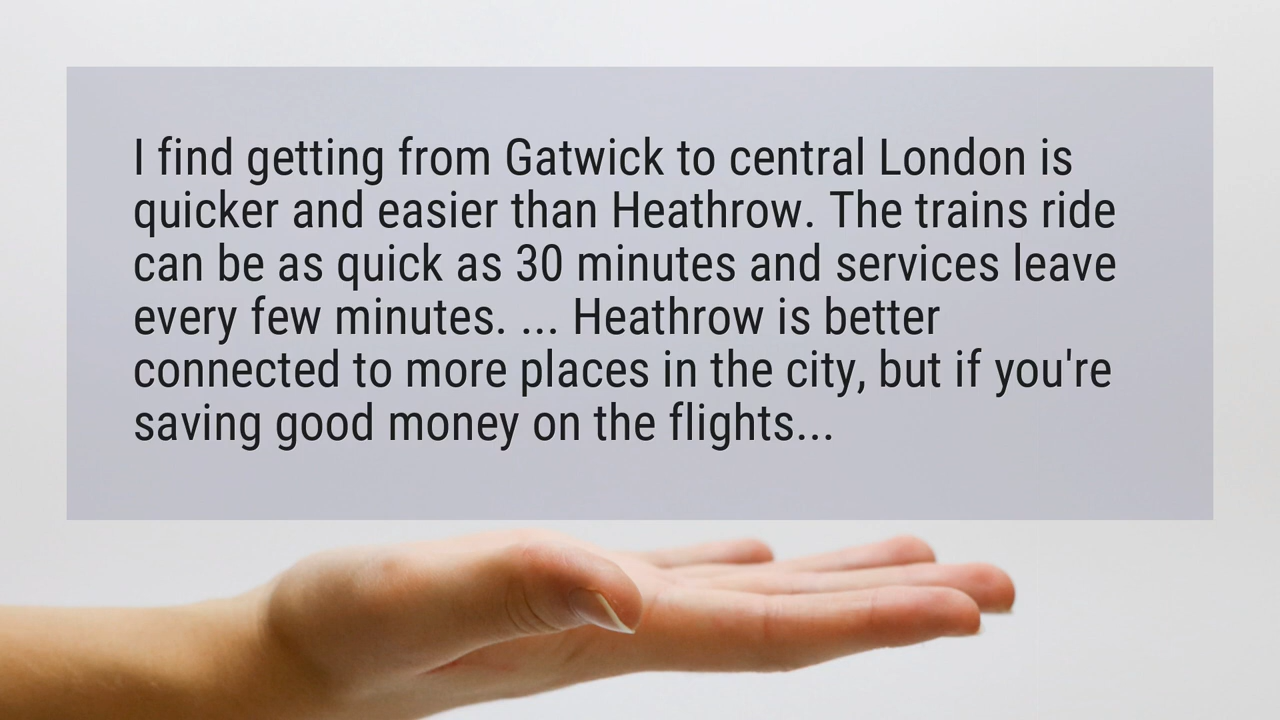 I find getting from Gatwick to central London is
quicker and easier than Heathrow. The trains ride
can be as quick as 30 minutes and services leave
every few minutes. ... Heathrow is better
connected to more places in the city, but if you're
saving good money on the flights...